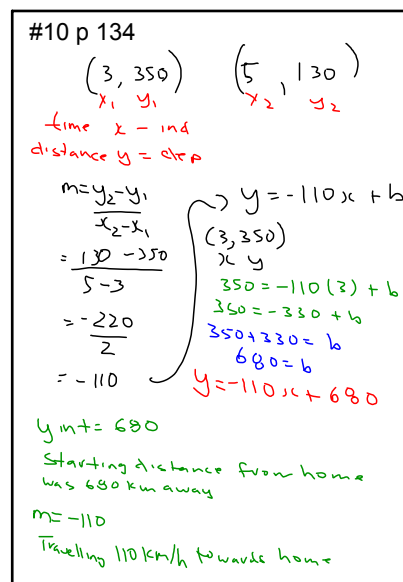 #10 p 134
(3, 350) (5, 130)
x₁ y₁ x₂ y₂
time x - ind
distance y = dep
m = y₂-y₁
x₂-x₁
= 130 - 350
5-3
= -220
2
= -110
y = -110x + b
(3,350)
x y
350 = -110(3) + b
350 = -330 + b
350+330 = b
680 = b
y = -110x + 680
y int = 680
Starting distance from home
was 680 km away
m = -110
Travelling 110 km/h towards home